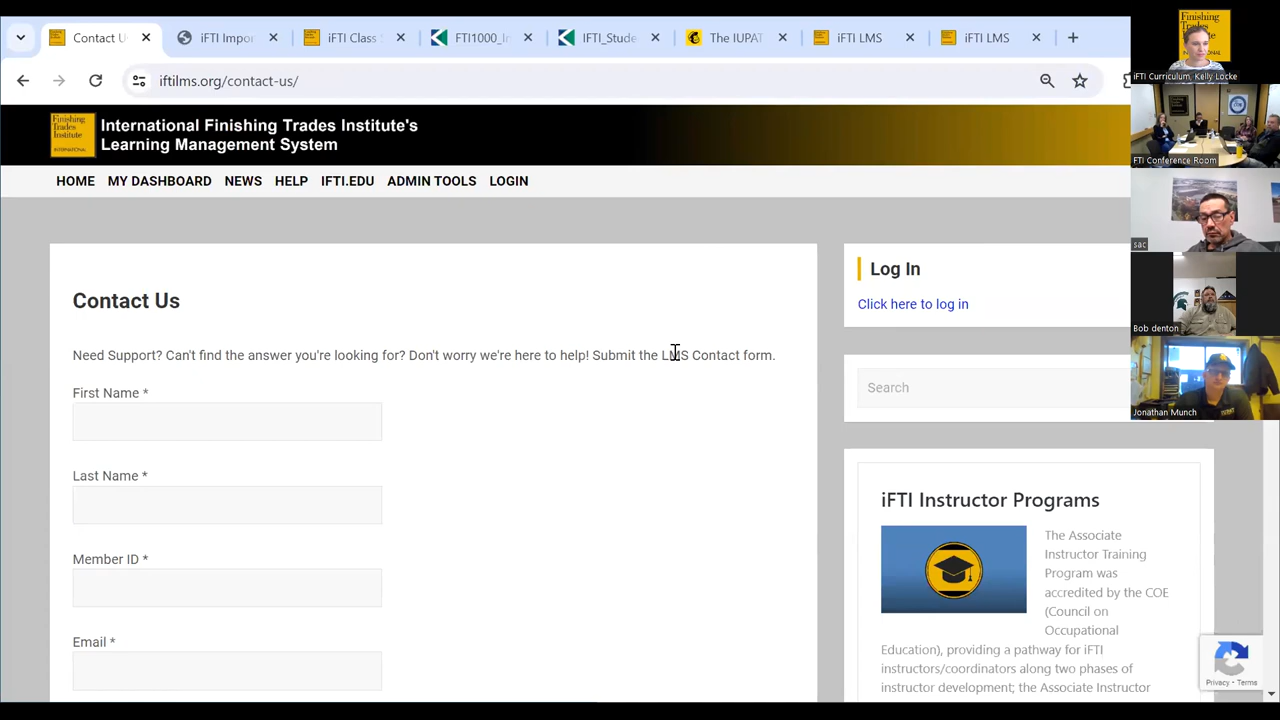 Contact U
iFTI Impor
iFTI Class S
FTI100_
IFTI_Stude
The IUPAT
iFTI LMS
iFTI LMS
iftilms.org/contact-us/
Finishing
Trades
Institute
INTERNATIONAL
International Finishing Trades Institute's
Learning Management System
HOME
MY DASHBOARD
NEWS
HELP
IFTI.EDU
ADMIN TOOLS
LOGIN
Contact Us
Need Support? Can't find the answer you're looking for? Don't worry we're here to help! Submit the LMS Contact form.
First Name *
Last Name *
Member ID *
Email *
Log In
Click here to log in
Search
iFTI Instructor Programs
The Associate
Instructor Training
Program was
accredited by the COE
(Council on
Occupational
Education), providing a pathway for iFTI
instructors/coordinators along two phases of
instructor development; the Associate Instructor
Privacy - Terms
Finishing
Trades
iFTI Curriculum, Kelly Locke
FTI Conference Room
sac
Bob denton
Jonathan Munch